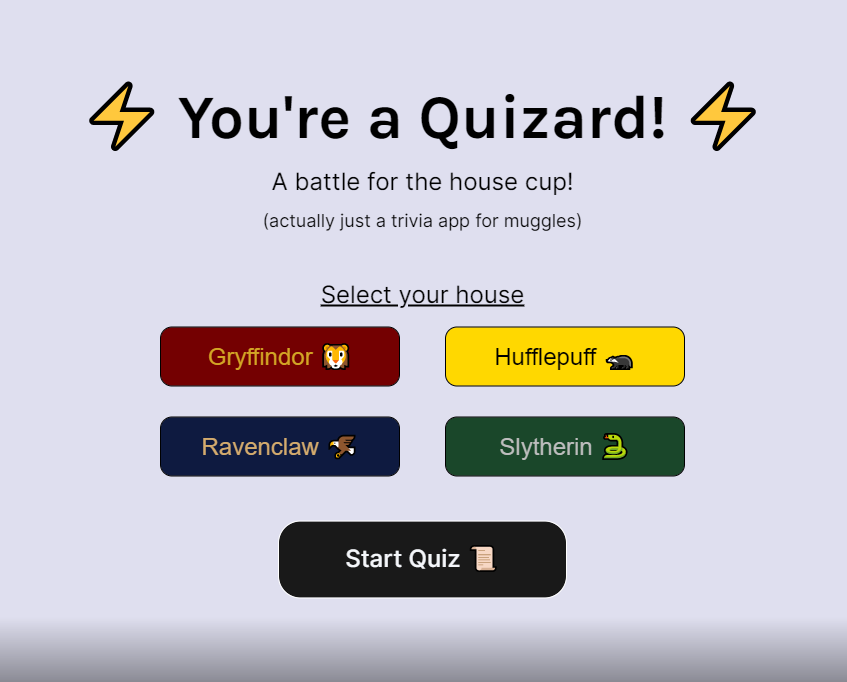 You're a Quizard!
A battle for the house cup!
(actually just a trivia app for muggles)
Select your house
Gryffindor
Hufflepuff
Ravenclaw
Slytherin
Start Quiz